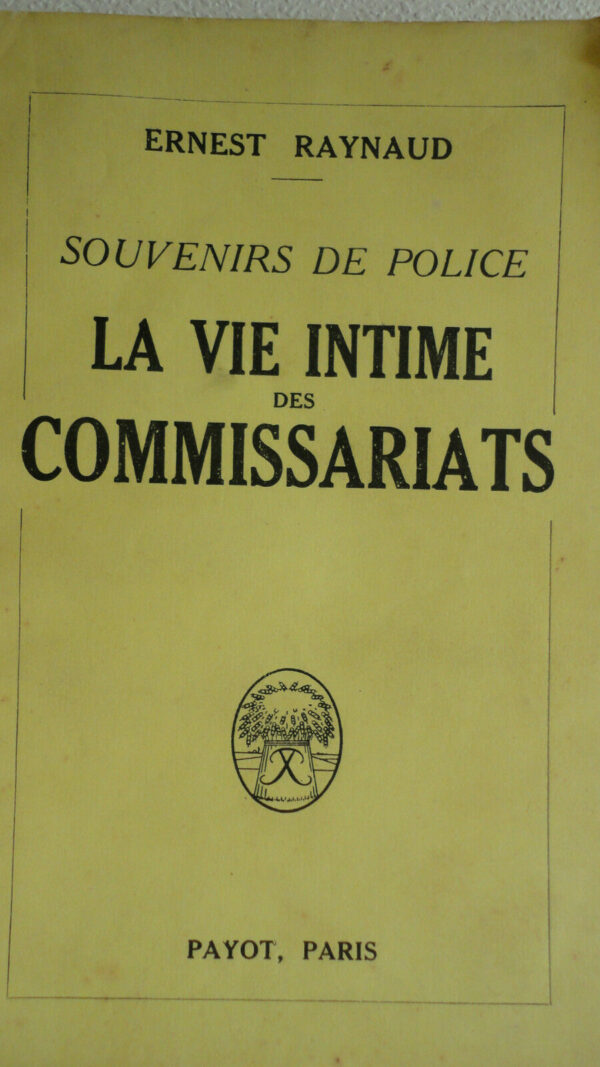 ERNEST RAYNAUD
SOUVENIRS DE POLICE
LA VIE INTIME
DES
COMMISSARIATS
PAYOT, PARIS